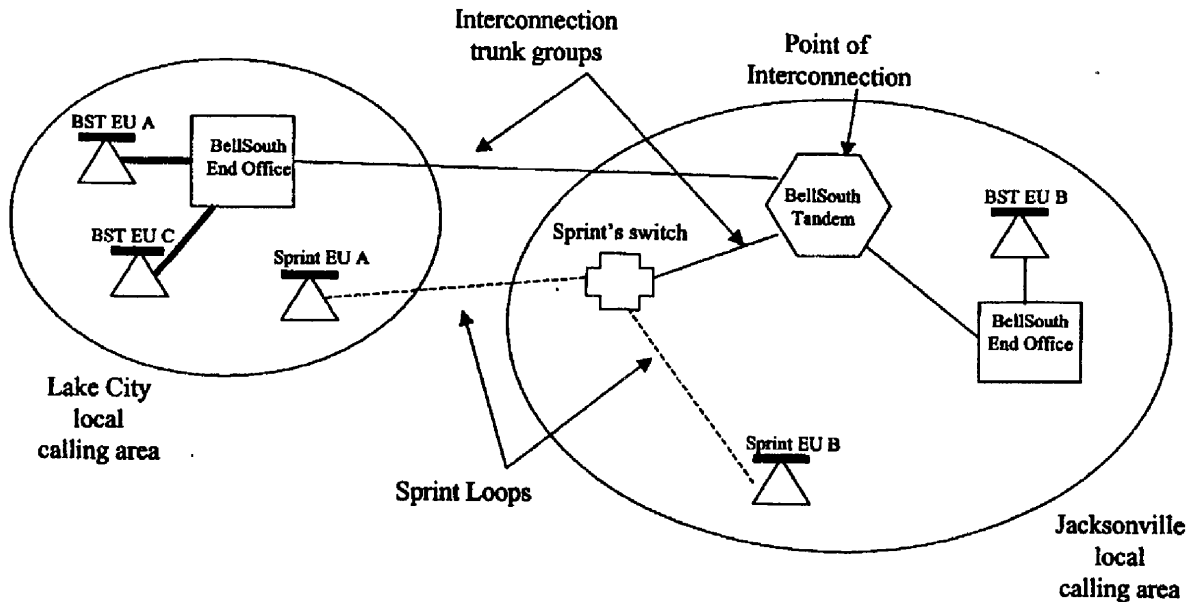 Interconnection
trunk groups
Point of
Interconnection
BST EU A
BellSouth
End Office
BST EU C
Sprint EU A
Sprint's switch
BellSouth
Tandem
BST EU B
BellSouth
End Office
Lake City
local
calling area
Sprint Loops
Sprint EU B
Jacksonville
local
calling area